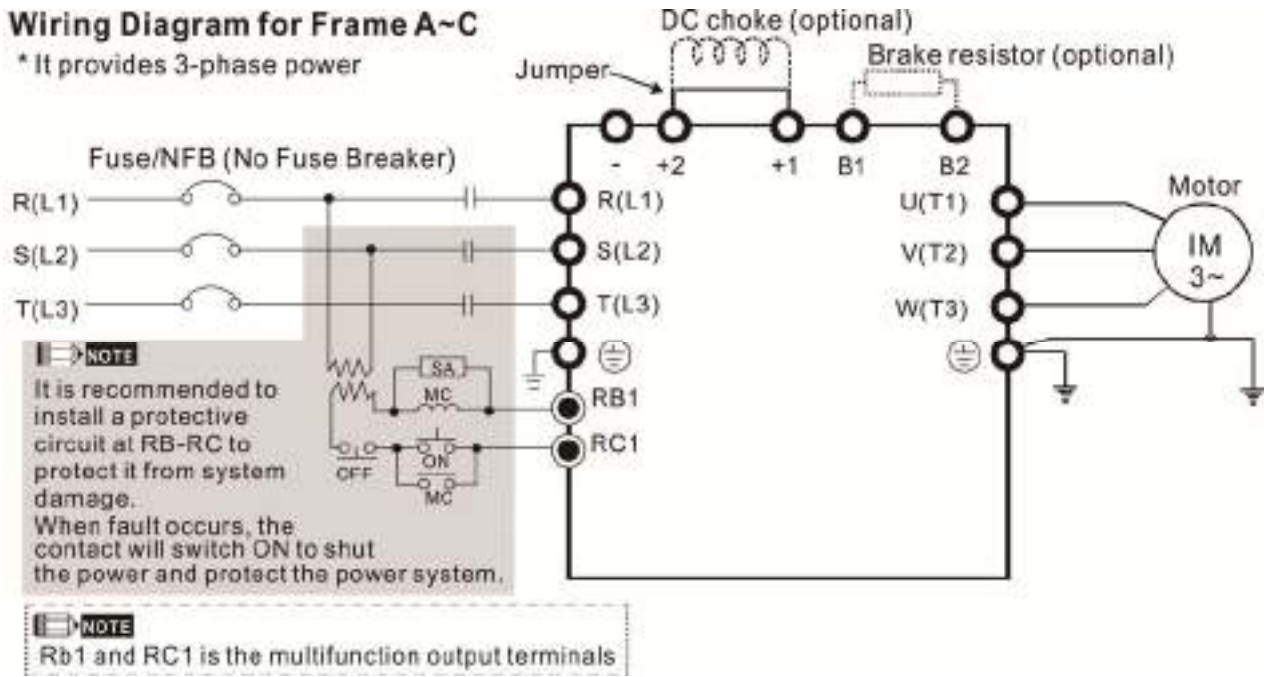 Wiring Diagram for Frame A~C
* It provides 3-phase power
DC choke (optional)
Jumper
Brake resistor (optional)
- +2 +1 B1 B2
Fuse/NFB (No Fuse Breaker)
R(L1)
S(L2)
T(L3)
R(L1)
S(L2)
T(L3)
RB1
RC1
U(T1)
V(T2)
W(T3)
Motor
IM
3~
SA
MC
OFF
ON
MC
NOTE
It is recommended to
install a protective
circuit at RB-RC to
protect it from system
damage.
When fault occurs, the
contact will switch ON to shut
the power and protect the power system.
NOTE
Rb1 and RC1 is the multifunction output terminals